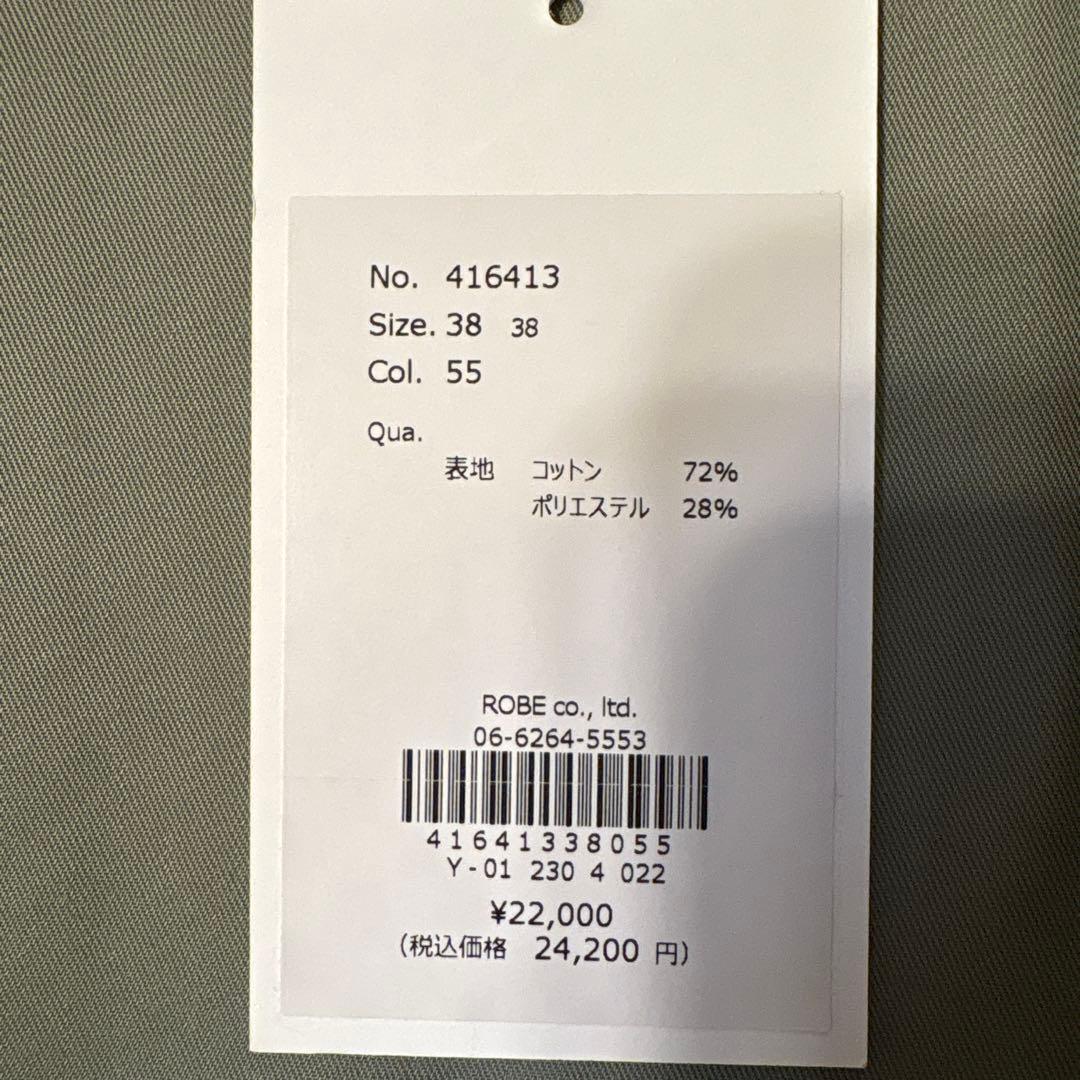 No. 416413
Size. 38 38
Col. 55
Qua.
表地 コットン 72%
ポリエステル 28%
ROBE co., ltd.
06-6264-5553
41641338055
Y-01 230 4 022
¥22,000
(税込価格 24,200 円)